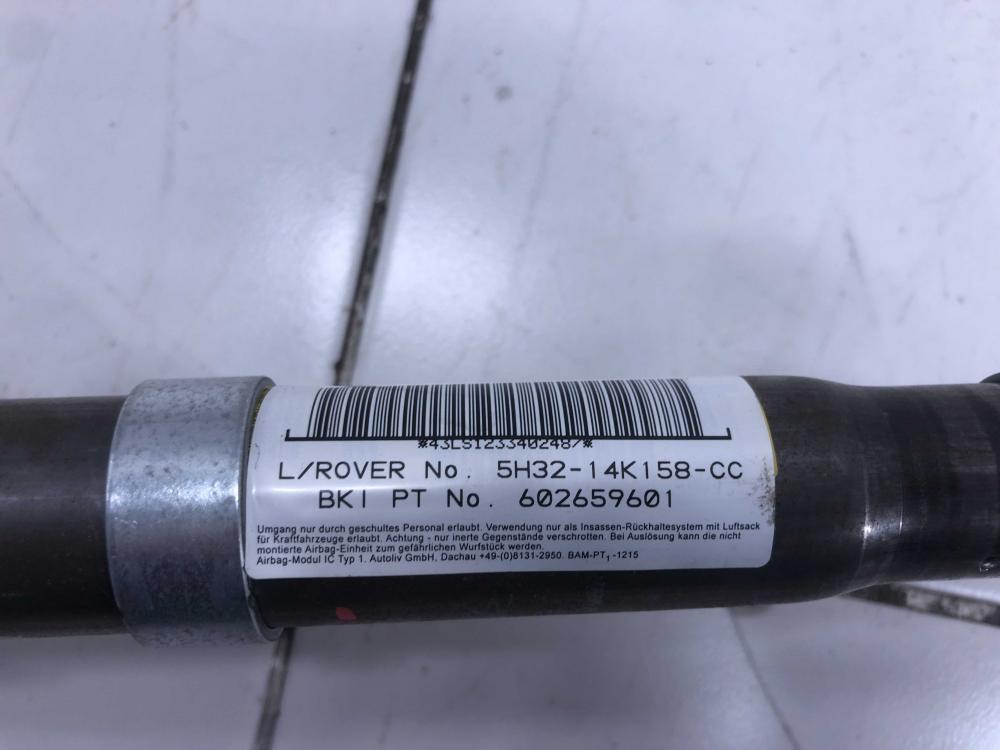 *43LS123340248/*
L/ROVER No. 5H32-14K158-CC
BKI PT No. 602659601
Umgang nur durch geschultes Personal erlaubt. Verwendung nur als Insassen-Rückhaltesystem mit Luftsack
für Kraftfahrzeuge erlaubt. Achtung - nur inerte Gegenstände verschrotten. Bei Auslösung kann die nicht
montierte Airbag-Einheit zum gefährlichen Wurfstück werden.
Airbag-Modul IC Typ 1. Autoliv GmbH, Dachau +49-(0)8131-2950. BAM-PT₁-1215